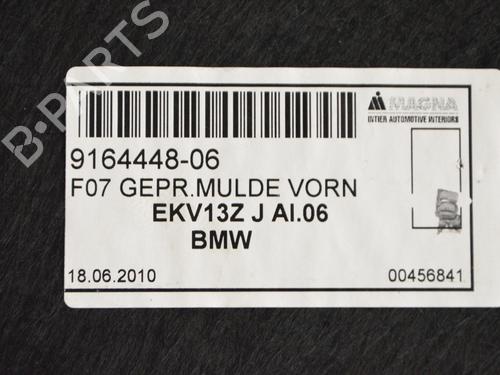 MAGNA
INTIER AUTOMOTIVE INTERIORS
9164448-06
F07 GEPR.MULDE VORN
EKV13Z J AI.06
BMW
18.06.2010
00456841
B-PARTS